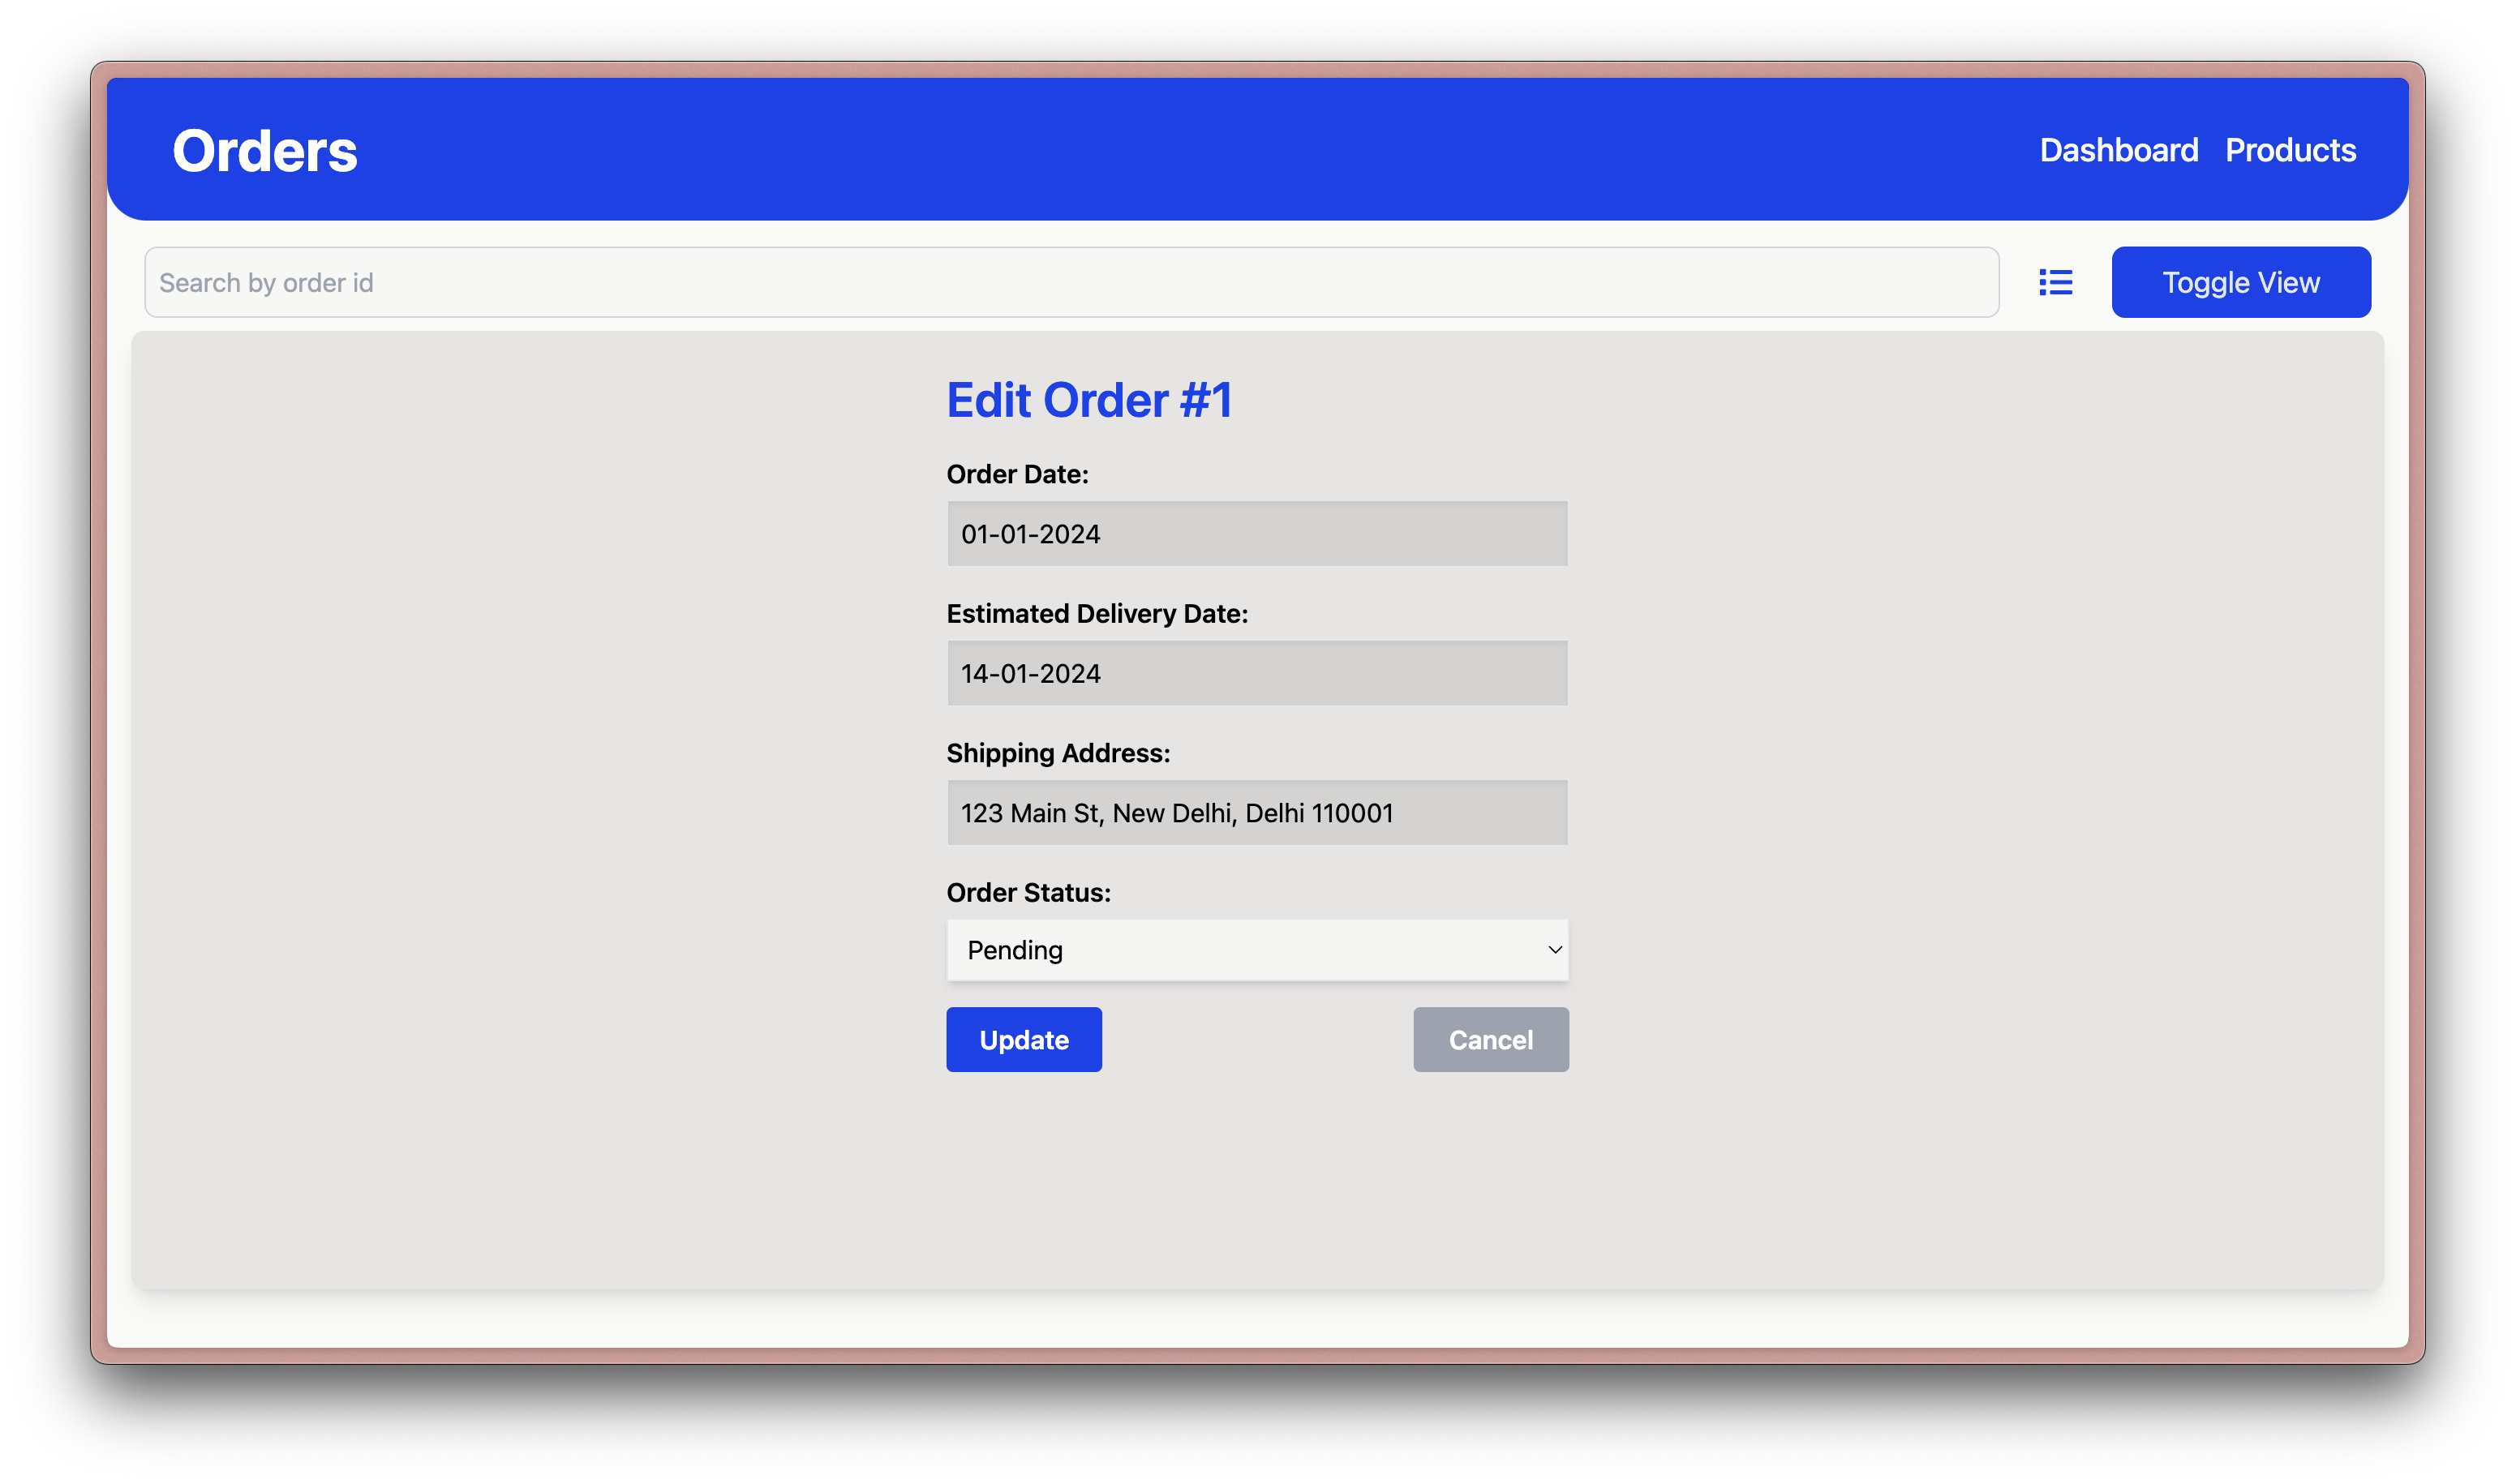 Orders
Dashboard Products
Search by order id
Toggle View
Edit Order #1
Order Date:
01-01-2024
Estimated Delivery Date:
14-01-2024
Shipping Address:
123 Main St, New Delhi, Delhi 110001
Order Status:
Pending
Update
Cancel